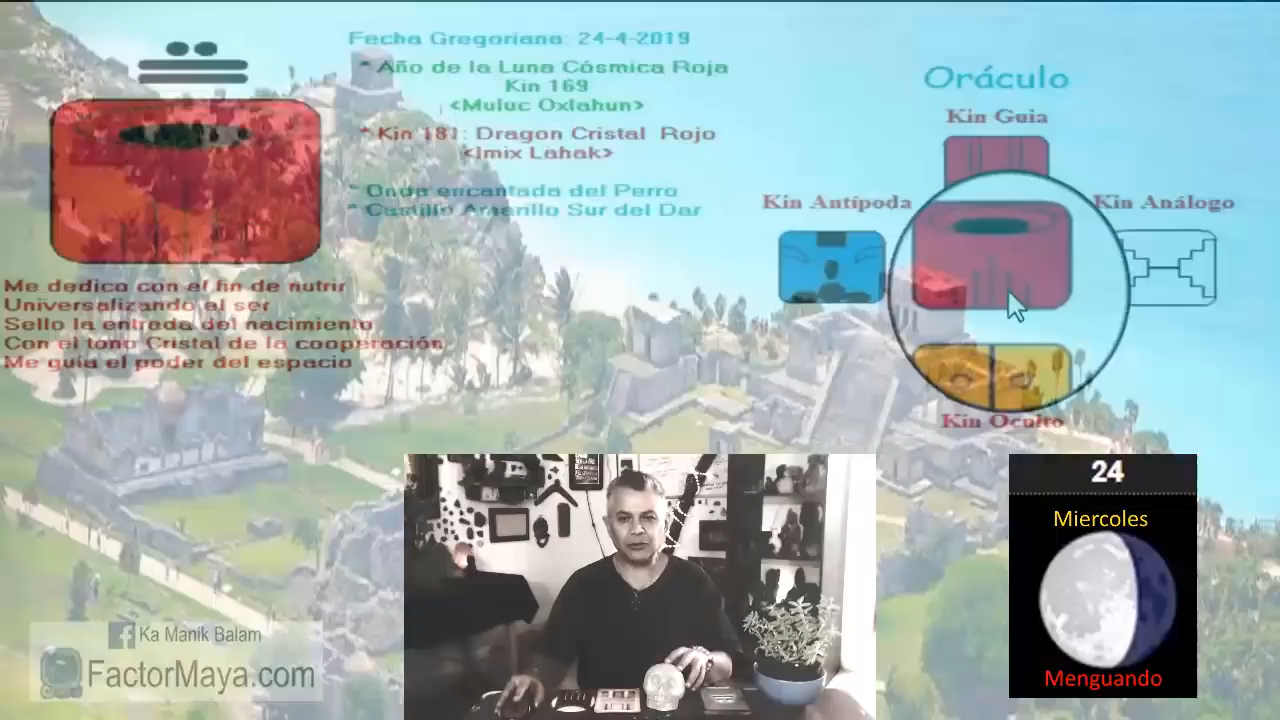 Fecha Gregoriana: 24-4-2019
* Año de la Luna Cósmica Roja
Kin 169
<Muluc Oxlahun>
* Kin 181: Dragon Cristal Rojo
<Imix Lahak>
* Onda encantada del Perro
* Castillo Amarillo Sur del Dar
Me dedico con el fin de nutrir
Universalizando el ser
Sello la entrada del nacimiento
Con el tono Cristal de la cooperación
Me guía el poder del espacio
Oráculo
Kin Guia
Kin Antípoda
Kin Análogo
Kin Oculto
24
Miercoles
Menguando
Ka Manik Balam
FactorMaya.com